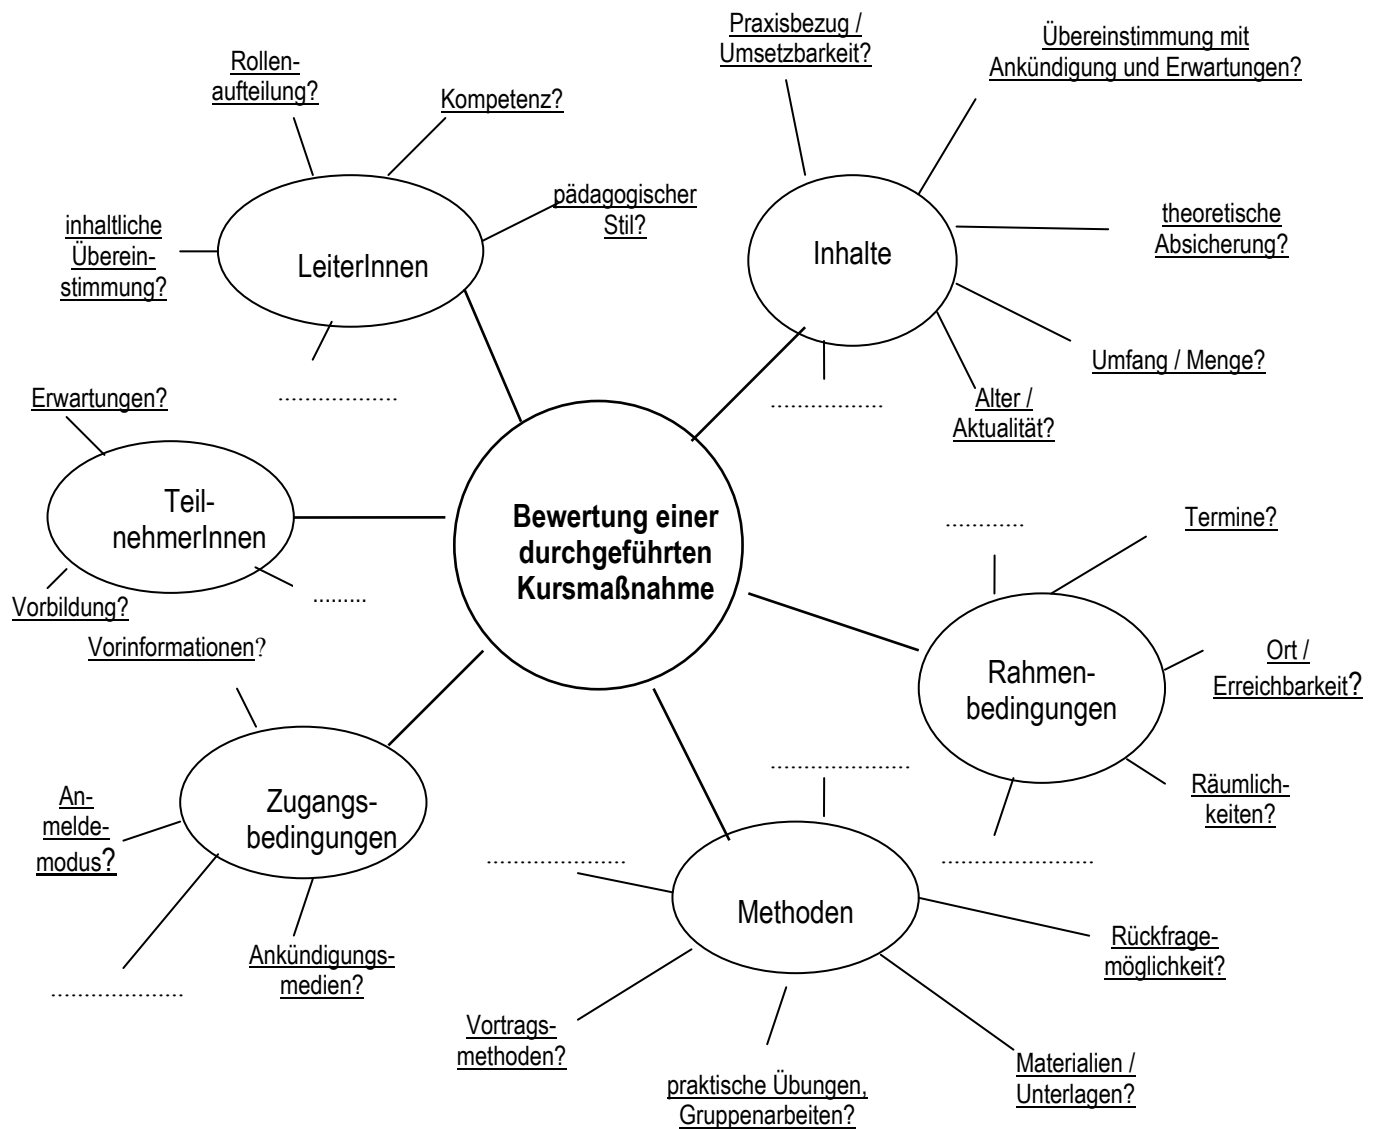 Praxisbezug /
Umsetzbarkeit?
Übereinstimmung mit
Ankündigung und Erwartungen?
Rollen-
aufteilung?
Kompetenz?
pädagogischer
Stil?
inhaltliche
Überein-
stimmung?
LeiterInnen
..................
Inhalte
theoretische
Absicherung?
Umfang / Menge?
Alter /
Aktualität?
.................
Erwartungen?
Teil-
nehmerInnen
Vorbildung?
.........
Bewertung einer
durchgeführten
Kursmaßnahme
............
Termine?
Rahmen-
bedingungen
Ort /
Erreichbarkeit?
Räumlich-
keiten?
.......................
Vorinformationen?
Zugangs-
bedingungen
An-
melde-
modus?
....................
Ankündigungs-
medien?
.....................
.....................
Methoden
Rückfrage-
möglichkeit?
Vortrags-
methoden?
praktische Übungen,
Gruppenarbeiten?
Materialien /
Unterlagen?